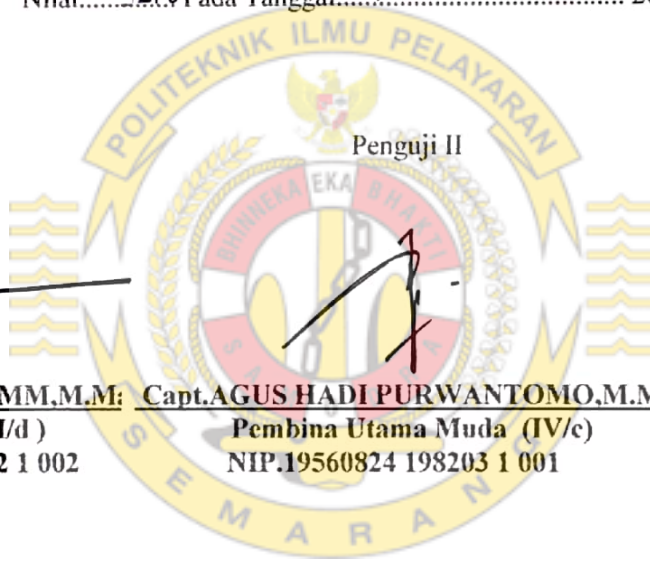 Nilai........ Pada Tanggal........................................ 20
POLITEKNIK ILMU PELAYARAN
SEMARANG
BHINNEKA EKA BHAKTI
Penguji II
MM,M.M: Capt.AGUS HADI PURWANTOMO,M.M
I/d ) Pembina Utama Muda (IV/c)
2 1 002 NIP.19560824 198203 1 001